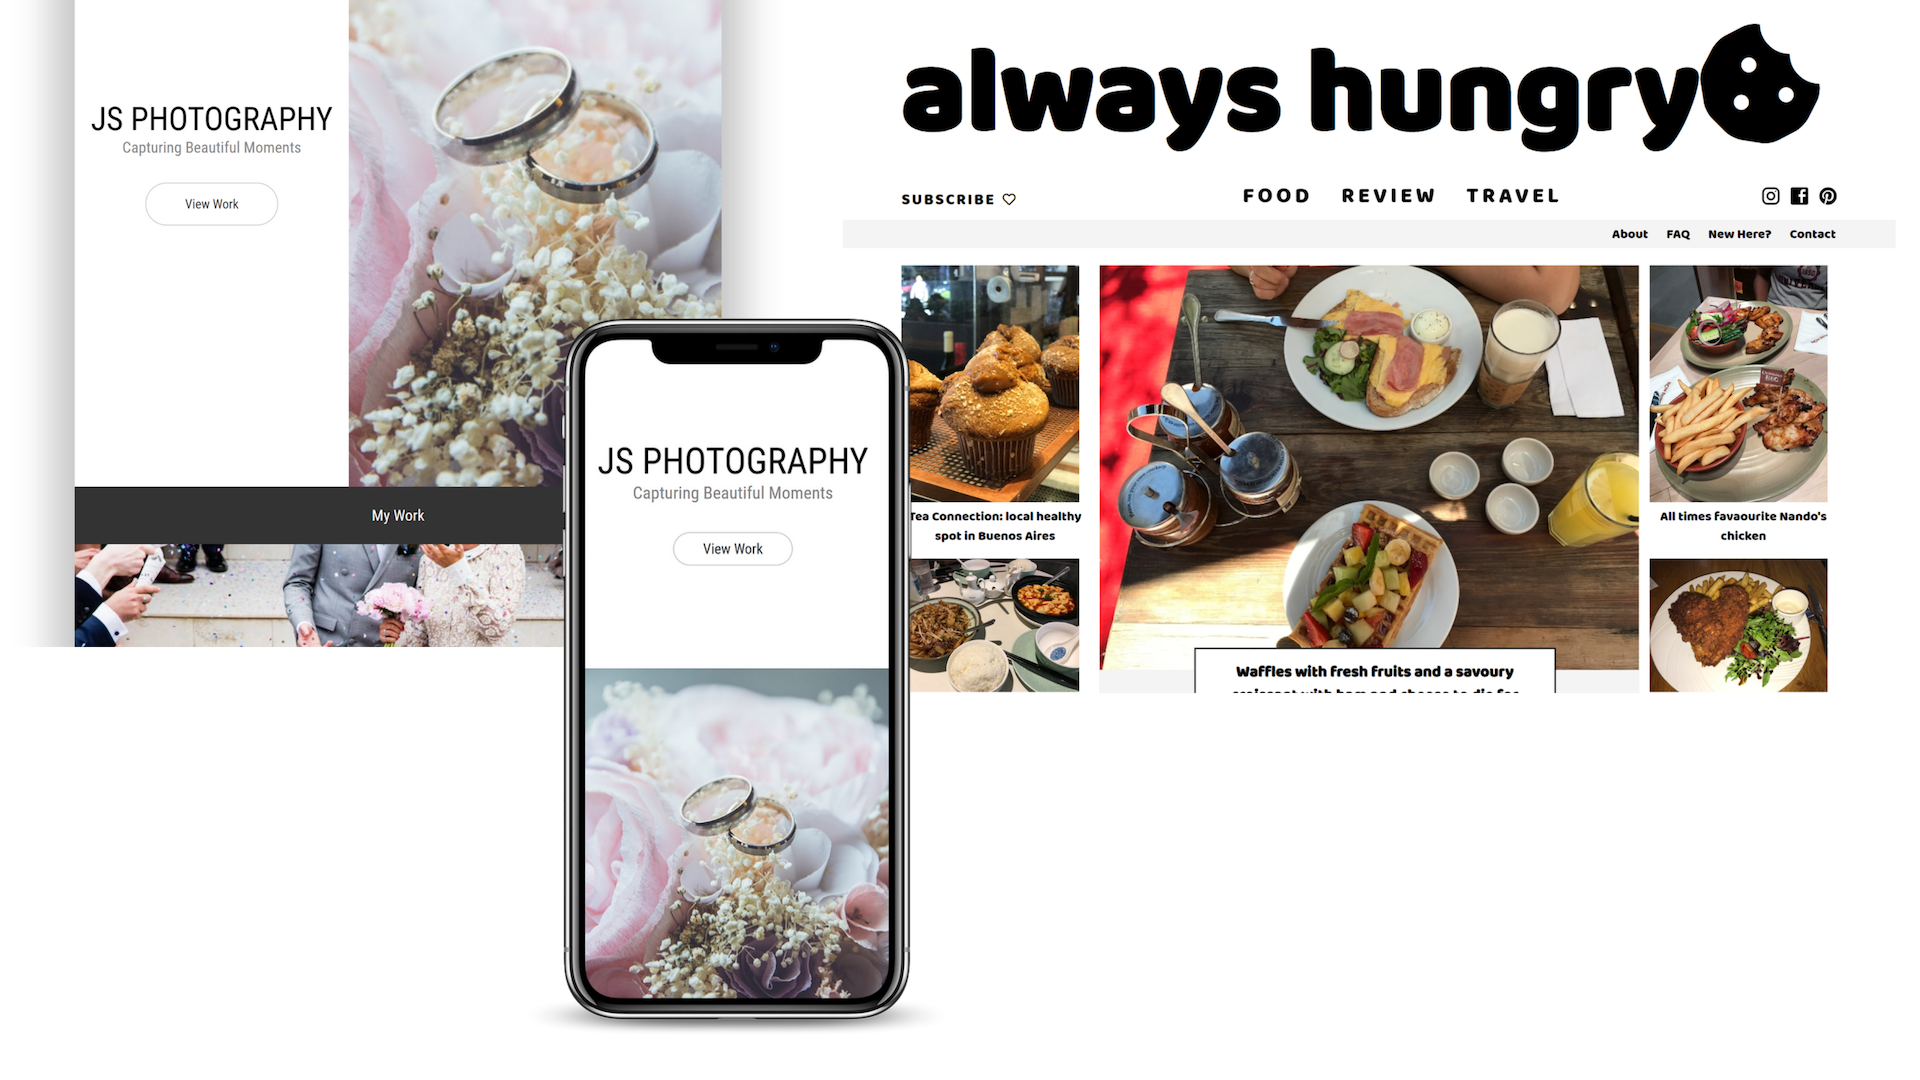 JS PHOTOGRAPHY
Capturing Beautiful Moments
View Work
My Work
JS PHOTOGRAPHY
Capturing Beautiful Moments
View Work
always hungry
SUBSCRIBE
FOOD REVIEW TRAVEL
About FAQ New Here? Contact
Tea Connection: local healthy
spot in Buenos Aires
All times favaourite Nando's
chicken
Waffles with fresh fruits and a savoury